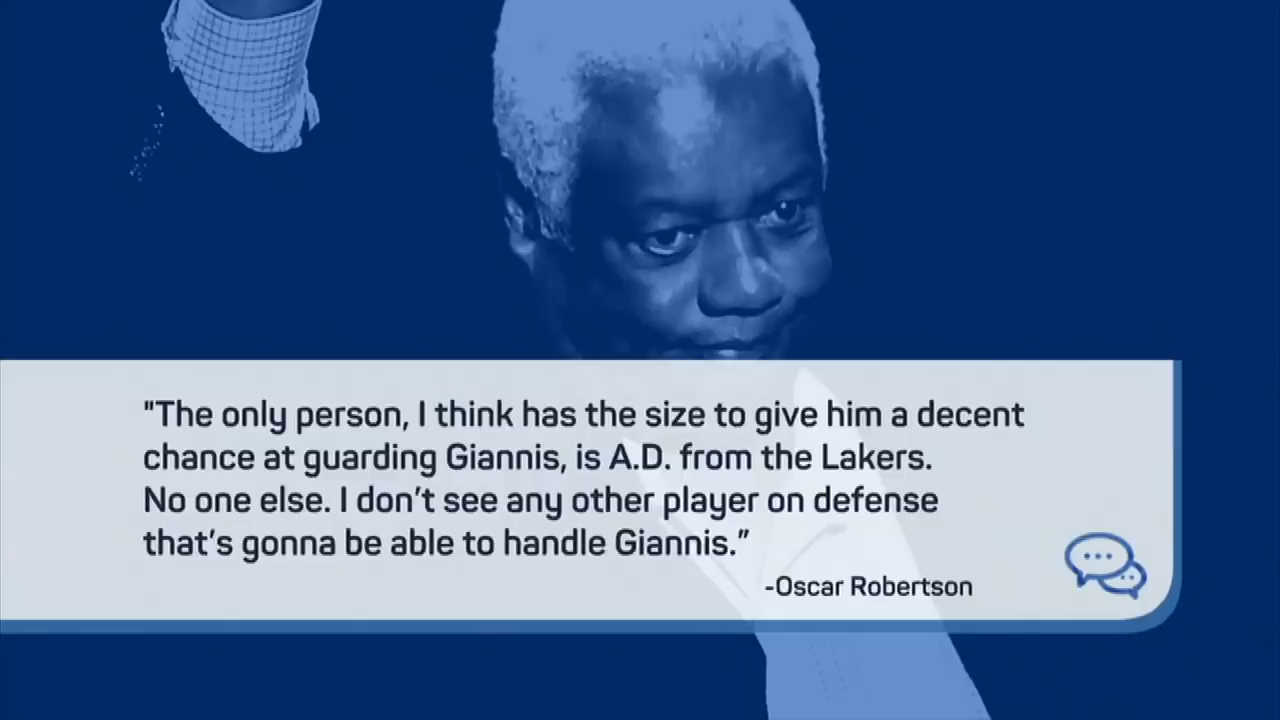 "The only person, I think has the size to give him a decent
chance at guarding Giannis, is A.D. from the Lakers.
No one else. I don’t see any other player on defense
that’s gonna be able to handle Giannis.”
-Oscar Robertson